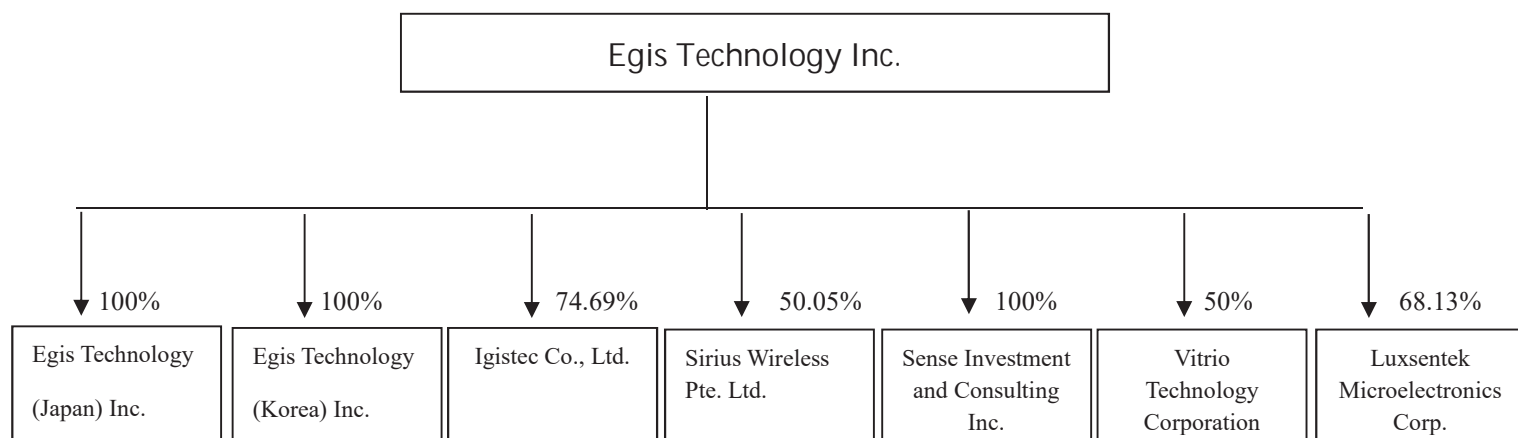 Egis Technology Inc.
100%
100%
74.69%
50.05%
100%
50%
68.13%
Egis Technology
(Japan) Inc.
Egis Technology
(Korea) Inc.
Igistec Co., Ltd.
Sirius Wireless
Pte. Ltd.
Sense Investment
and Consulting
Inc.
Vitrio
Technology
Corporation
Luxsentek
Microelectronics
Corp.